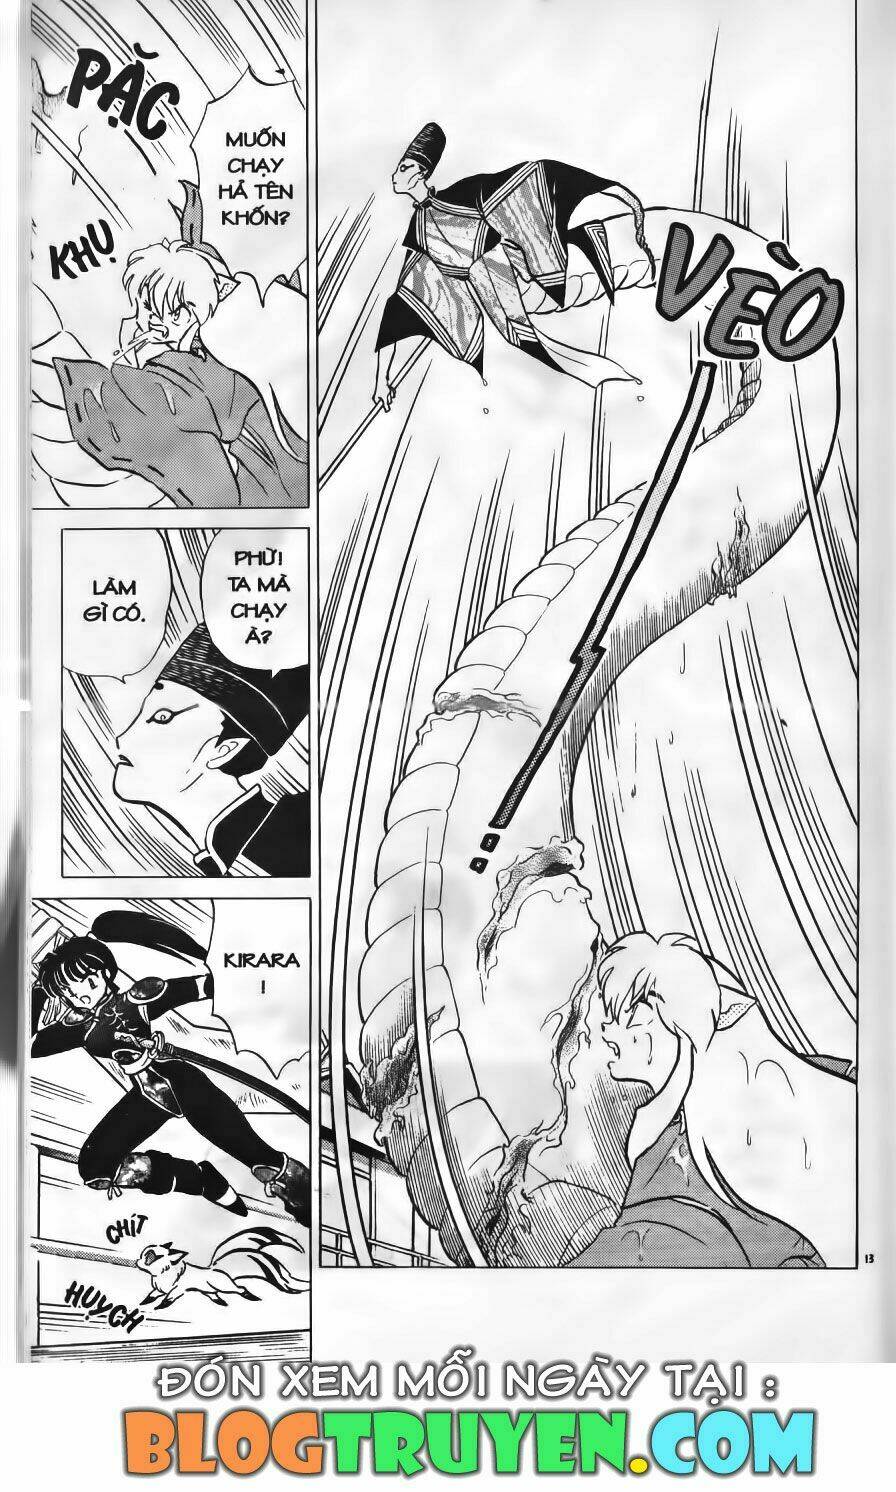 VÈO
13
PẶC
MUỐN
CHẠY
HẢ TÊN
KHỐN?
KHỤ
PHỪ!
TA MÀ
CHẠY
À?
LÀM
GÌ CÓ.
KIRARA
!
CHÍT
HUỴCH
ĐÓN XEM MỖI NGÀY TẠI :
BLOGTRUYEN.COM